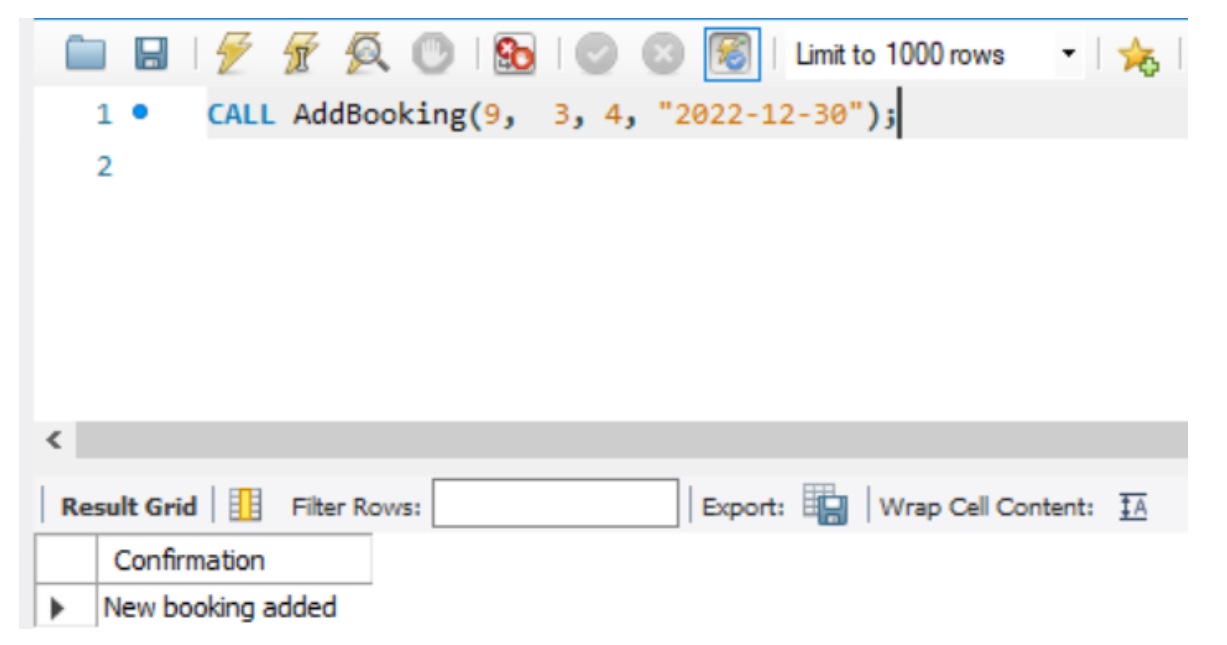 Limit to 1000 rows
1 CALL AddBooking(9,  3, 4, "2022-12-30");
2
Result Grid Filter Rows: Export: Wrap Cell Content:
Confirmation
New booking added